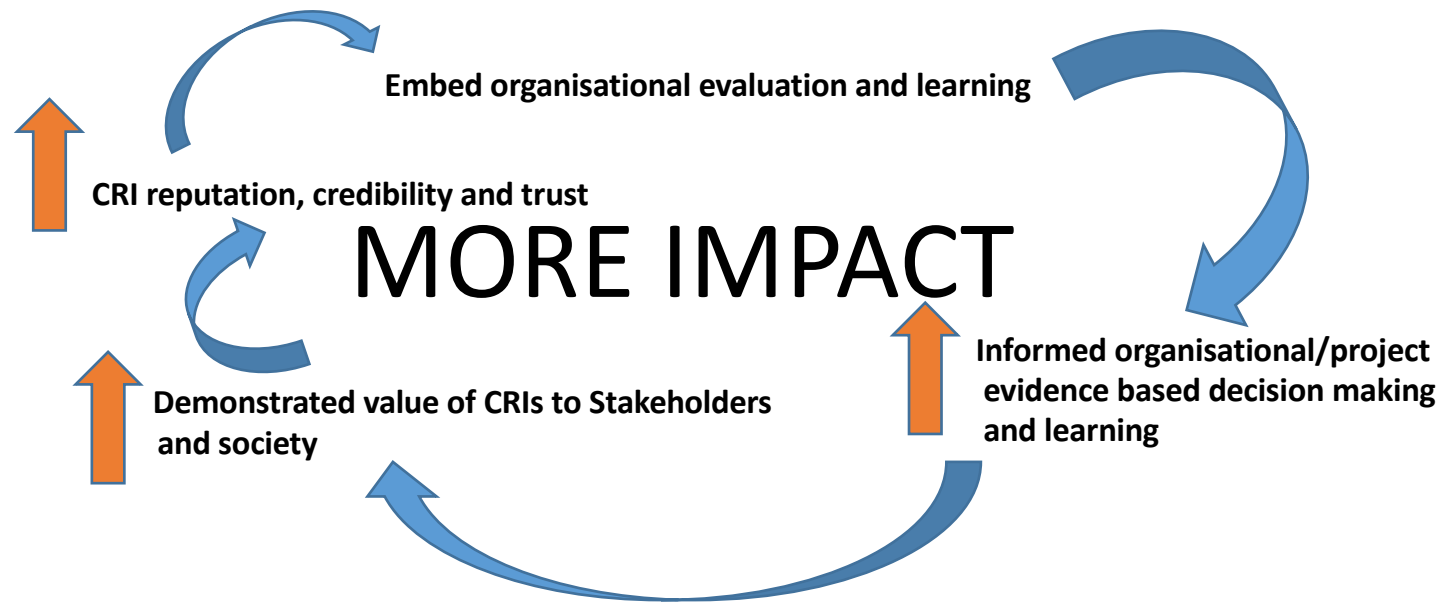 Embed organisational evaluation and learning
CRI reputation, credibility and trust
MORE IMPACT
Informed organisational/project
evidence based decision making
and learning
Demonstrated value of CRIs to Stakeholders
and society